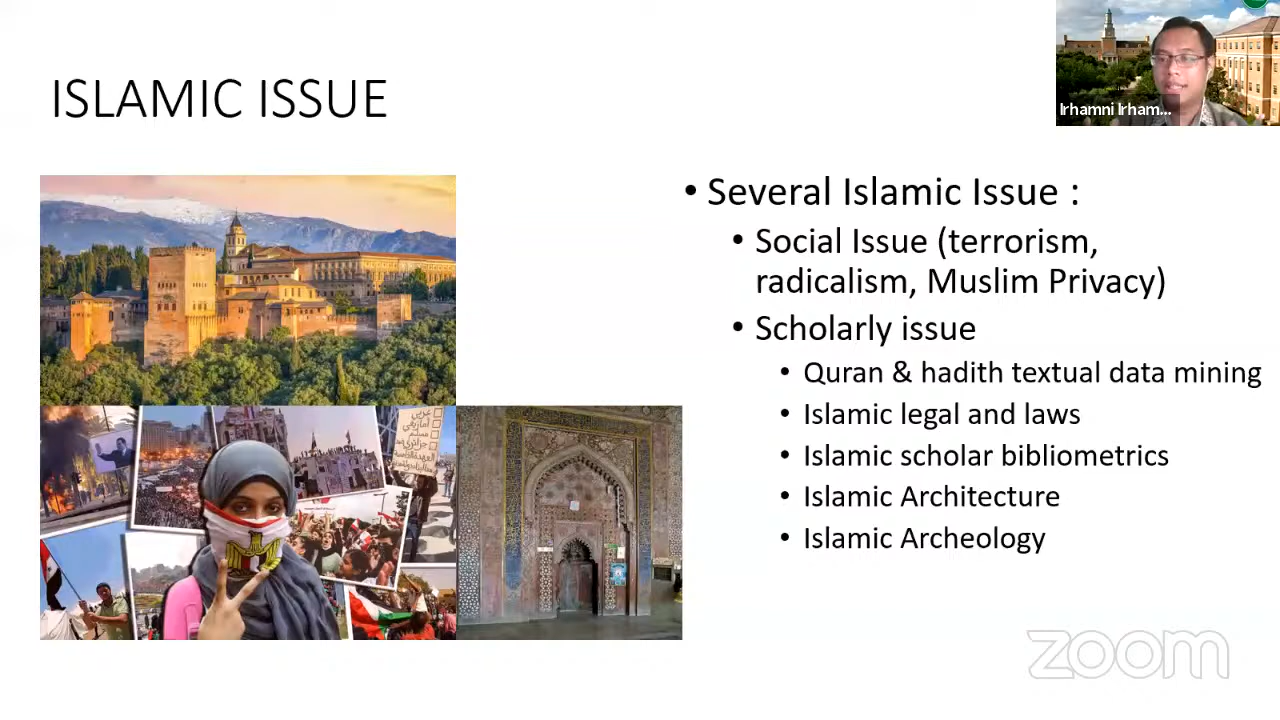 Irhamni Irham...
ISLAMIC ISSUE
• Several Islamic Issue :
• Social Issue (terrorism,
radicalism, Muslim Privacy)
• Scholarly issue
• Quran & hadith textual data mining
• Islamic legal and laws
• Islamic scholar bibliometrics
• Islamic Architecture
• Islamic Archeology
zoom